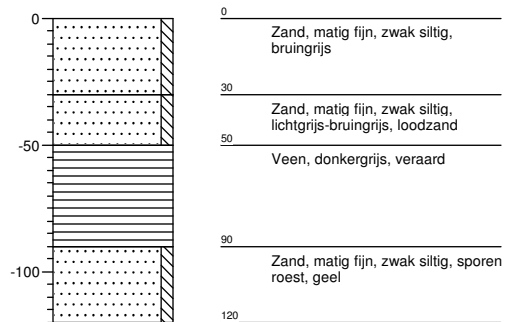 0
0
Zand, matig fijn, zwak siltig,
bruingrijs
30
Zand, matig fijn, zwak siltig,
lichtgrijs-bruingrijs, loodzand
-50
50
Veen, donkergrijs, veraard
90
Zand, matig fijn, zwak siltig, sporen
roest, geel
-100
120